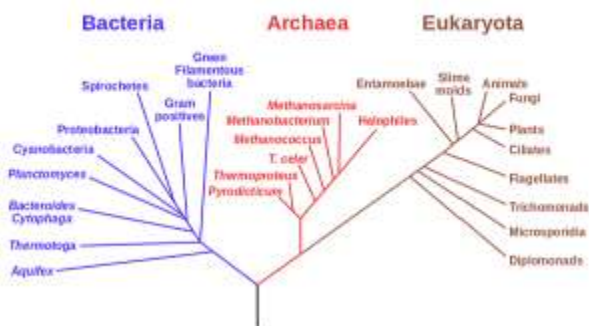 Bacteria
Archaea
Eukaryota
Green
Filamentous
bacteria
Spirochetes
Gram
positives
Proteobacteria
Cyanobacteria
Planctomyces
Bacteroides
Cytophaga
Thermotoga
Aquifex
Methanosarcina
Methanobacterium
Halophiles
Methanococcus
T. celer
Thermoproteus
Pyrodicticum
Entamoebae
Slime
molds
Animals
Fungi
Plants
Ciliates
Flagellates
Trichomonads
Microsporidia
Diplomonads